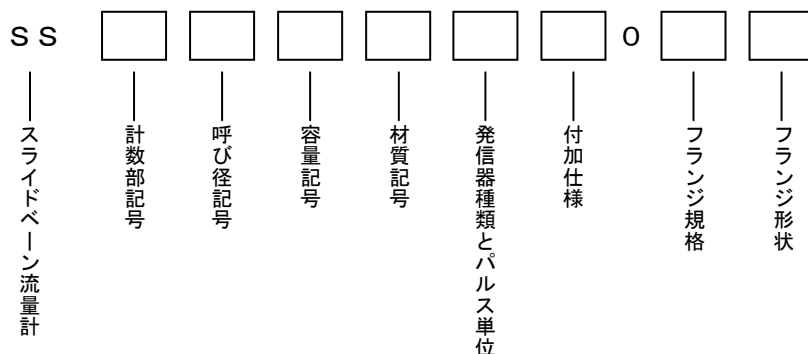 SS 0
スライドベーン流量計
計数部記号
呼び径記号
容量記号
材質記号
発信器種類とパルス単位
付加仕様
フランジ規格
フランジ形状